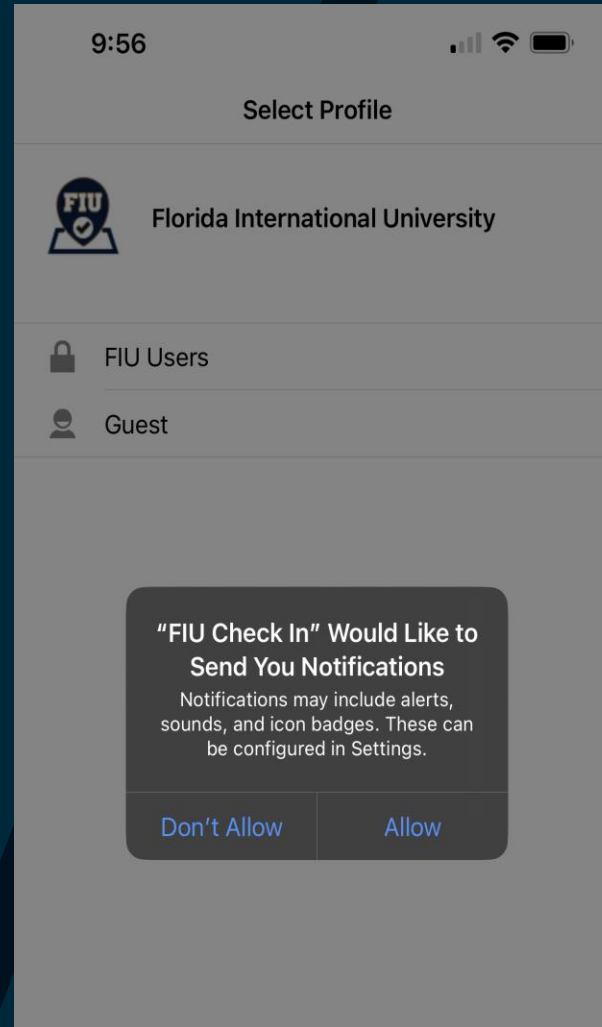 9:56
Select Profile
FIU
Florida International University
FIU Users
Guest
“FIU Check In” Would Like to
Send You Notifications
Notifications may include alerts,
sounds, and icon badges. These can
be configured in Settings.
Don’t Allow
Allow